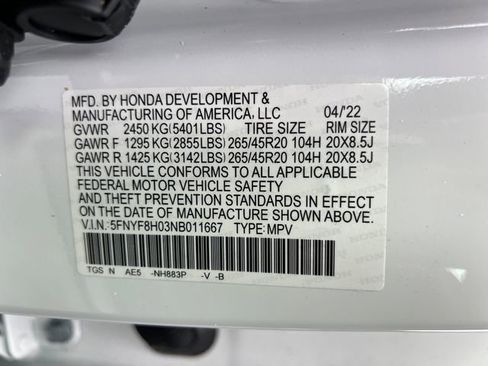 MFD. BY HONDA DEVELOPMENT &
MANUFACTURING OF AMERICA, LLC 04/'22
GVWR 2450 KG(5401LBS) TIRE SIZE RIM SIZE
GAWR F 1295 KG(2855LBS) 265/45R20 104H 20X8.5J
GAWR R 1425 KG(3142LBS) 265/45R20 104H 20X8.5J
THIS VEHICLE CONFORMS TO ALL APPLICABLE
FEDERAL MOTOR VEHICLE SAFETY
AND THEFT PREVENTION STANDARDS IN EFFECT
ON THE DATE OF MANUFACTURE SHOWN ABOVE.
V.I.N.: 5FNYF8H03NB011667 TYPE: MPV
TGS N AE5 -NH883P -V -B